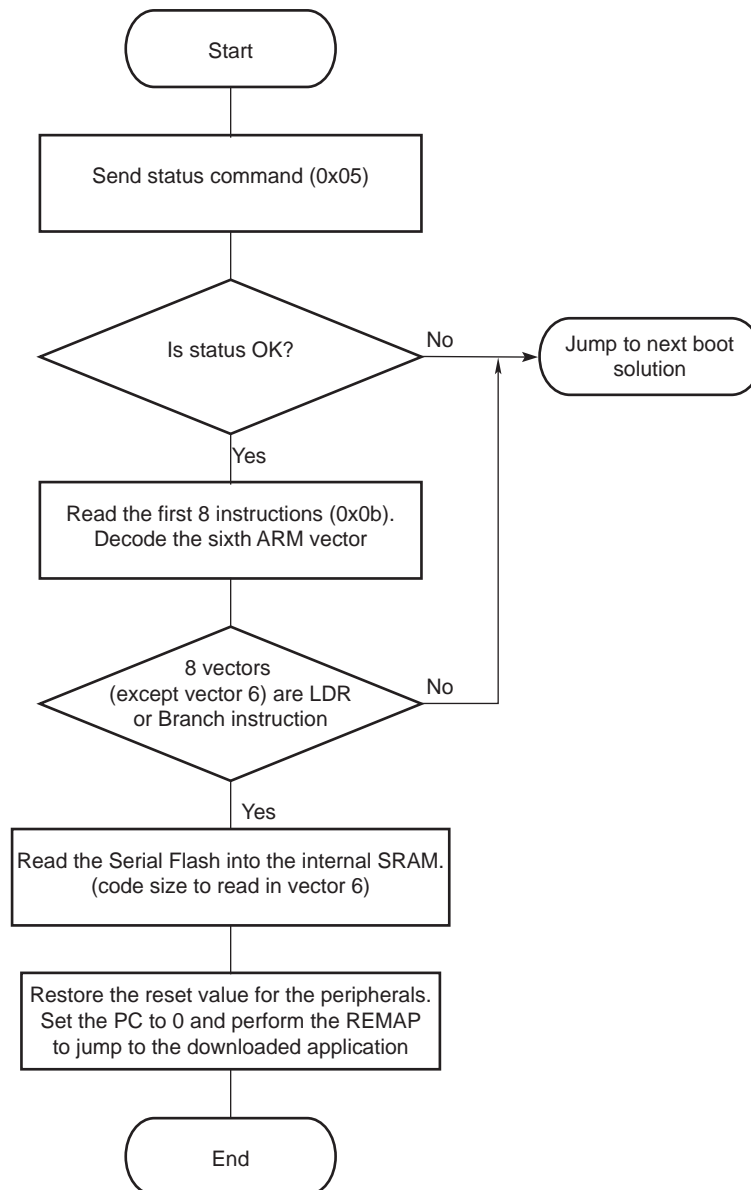 Start
Send status command (0x05)
Is status OK?
No
Jump to next boot
solution
Yes
Read the first 8 instructions (0x0b).
Decode the sixth ARM vector
8 vectors
(except vector 6) are LDR
or Branch instruction
No
Yes
Read the Serial Flash into the internal SRAM.
(code size to read in vector 6)
Restore the reset value for the peripherals.
Set the PC to 0 and perform the REMAP
to jump to the downloaded application
End